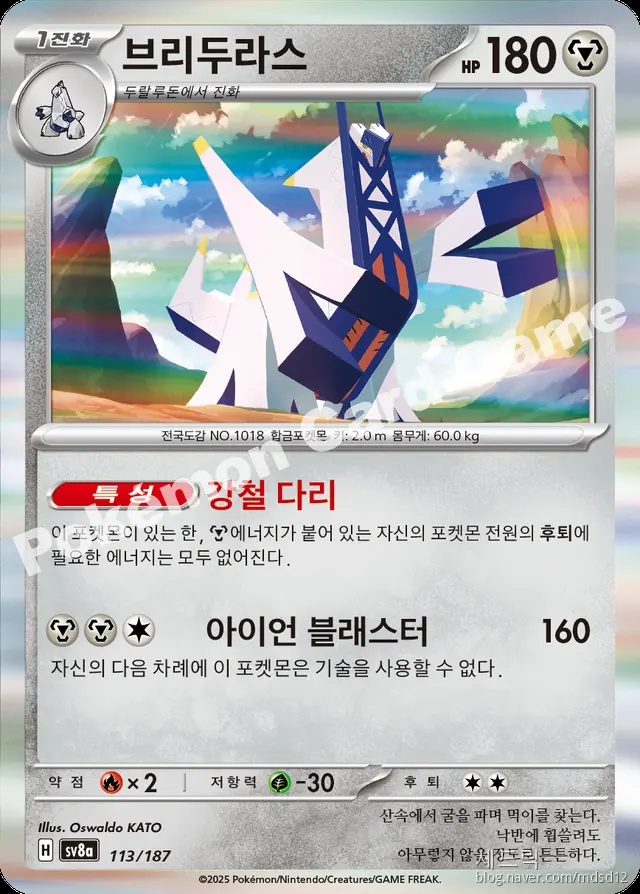 1진화
브리두라스
HP 180
두랄루돈에서 진화
전국도감 NO.1018 합금포켓몬 키: 2.0 m 몸무게: 60.0 kg
특성 강철 다리
이 포켓몬이 있는 한, 에너지가 붙어 있는 자신의 포켓몬 전원의 후퇴에
필요한 에너지는 모두 없어진다.
아이언 블래스터 160
자신의 다음 차례에 이 포켓몬은 기술을 사용할 수 없다.
약점 ×2 저항력 -30 후퇴
Illus. Oswaldo KATO
H sv8a 113/187
산속에서 굴을 파며 먹이를 찾는다.
낙반에 휩쓸려도
아무렇지 않을 정도로 튼튼하다.
©2025 Pokémon/Nintendo/Creatures/GAME FREAK.
Pokémon Card Game
blog.naver.com/mdsd12